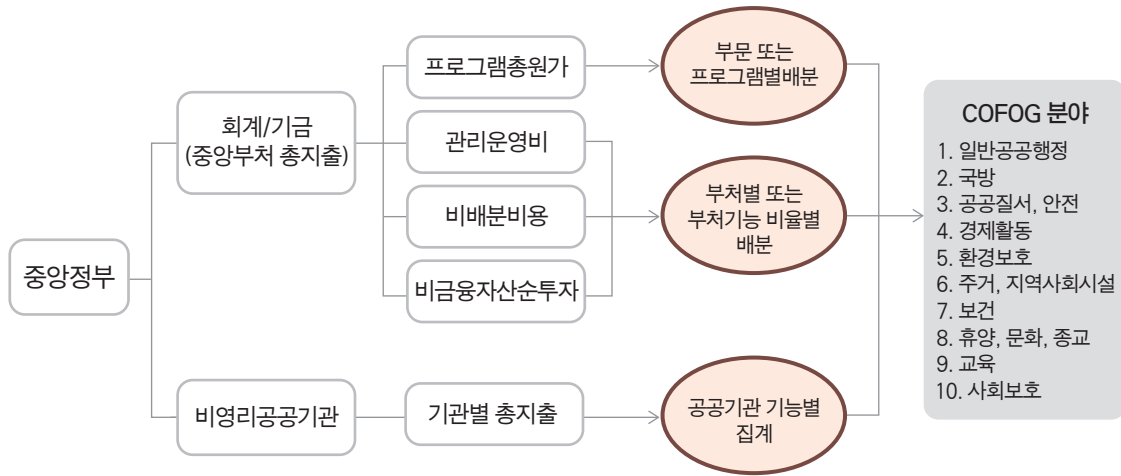 중앙정부
회계/기금
(중앙부처 총지출)
비영리공공기관
프로그램총원가
관리운영비
비배분비용
비금융자산순투자
기관별 총지출
부문 또는
프로그램별배분
부처별 또는
부처기능 비율별
배분
공공기관 기능별
집계
COFOG 분야
1. 일반공공행정
2. 국방
3. 공공질서, 안전
4. 경제활동
5. 환경보호
6. 주거, 지역사회시설
7. 보건
8. 휴양, 문화, 종교
9. 교육
10. 사회보호